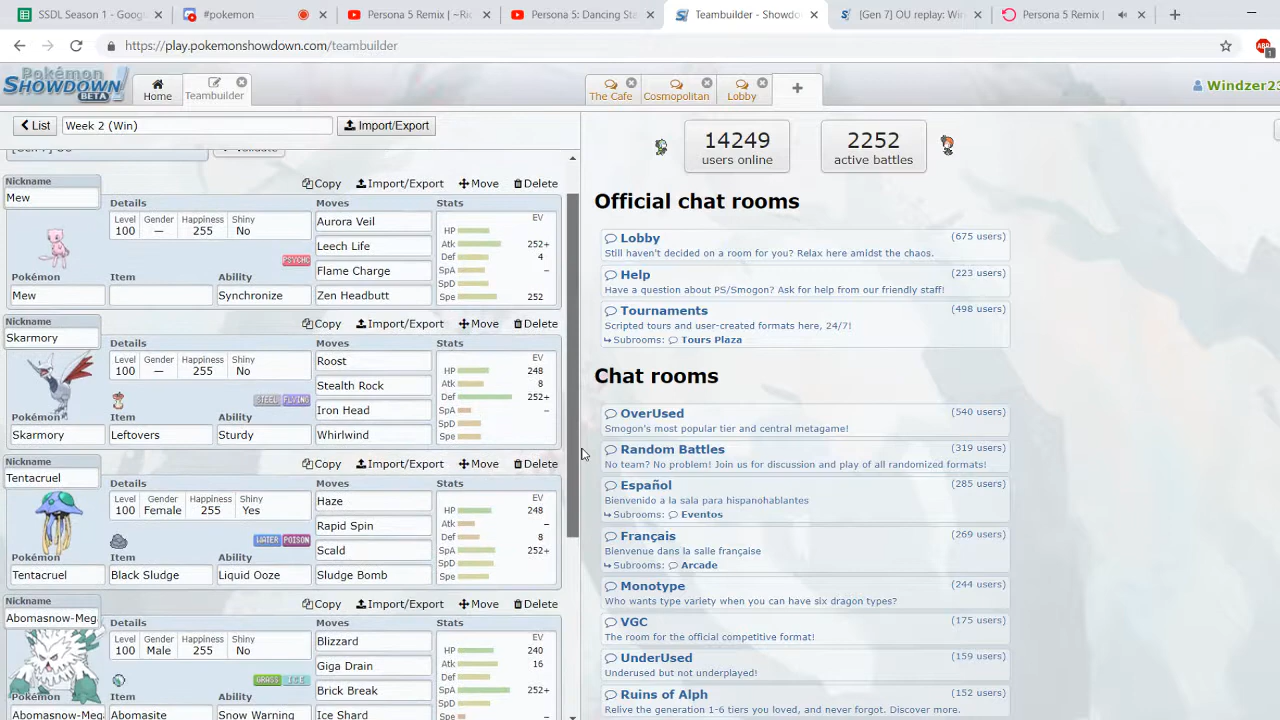 SSDL Season 1 - Goog
#pokemon
Persona 5-Remix | ~Ric
Persona 5: Dancing Sta
Teambuilder - Showdo
[Gen 7] OU replay: Win
Persona 5 Remix |
https://play.pokemonshowdown.com/teambuilder
ABP
1
Pokémon
SHOWDOWN!
BETA
Home
Teambuilder
The Cafe
Cosmopolitan
Lobby
Windzer23
List
Week 2 (Win)
Import/Export
[Gen 7] OU
Validate
14249
users online
2252
active battles
Nickname
Mew
Copy Import/Export Move Delete
Details
Level Gender Happiness Shiny
100 — 255 No
PSYCHC
Pokémon Item Ability
Mew Synchronize
Moves
Aurora Veil
Leech Life
Flame Charge
Zen Headbutt
Stats
EV
HP
Atk 252+
Def 4
SpA –
SpD
Spe 252
Nickname
Skarmory
Copy Import/Export Move Delete
Details
Level Gender Happiness Shiny
100 — 255 No
STEEL FLYING
Pokémon Item Ability
Skarmory Leftovers Sturdy
Moves
Roost
Stealth Rock
Iron Head
Whirlwind
Stats
EV
HP 248
Atk 8
Def 252+
SpA –
SpD
Spe
Nickname
Tentacruel
Copy Import/Export Move Delete
Details
Level Gender Happiness Shiny
100 Female 255 Yes
WATER POISON
Pokémon Item Ability
Tentacruel Black Sludge Liquid Ooze
Moves
Haze
Rapid Spin
Scald
Sludge Bomb
Stats
EV
HP 248
Atk –
Def 8
SpA 252+
SpD
Spe
Nickname
Abomasnow-Meg
Copy Import/Export Move Delete
Details
Level Gender Happiness Shiny
100 Male 255 No
GRASS ICE
Pokémon Item Ability
Abomasnow-Meg Abomasite Snow Warning
Moves
Blizzard
Giga Drain
Brick Break
Ice Shard
Stats
EV
HP 240
Atk 16
Def
SpA 252+
SpD
Spe –
Official chat rooms
Lobby (675 users)
Still haven't decided on a room for you? Relax here amidst the chaos.
Help (223 users)
Have a question about PS/Smogon? Ask for help from our friendly staff!
Tournaments (498 users)
Scripted tours and user-created formats here, 24/7!
Subrooms: Tours Plaza
Chat rooms
OverUsed (540 users)
Smogon's most popular tier and central metagame!
Random Battles (319 users)
No team? No problem! Join us for discussion and play of all randomized formats!
Español (285 users)
Bienvenido a la sala para hispanohablantes
Subrooms: Eventos
Français (269 users)
Bienvenue dans la salle française
Subrooms: Arcade
Monotype (244 users)
Who wants type variety when you can have six dragon types?
VGC (175 users)
The room for the official competitive format!
UnderUsed (159 users)
Underused but not underplayed!
Ruins of Alph (152 users)
Relive the generation 1-6 tiers you loved, and never forgot. Discover more.